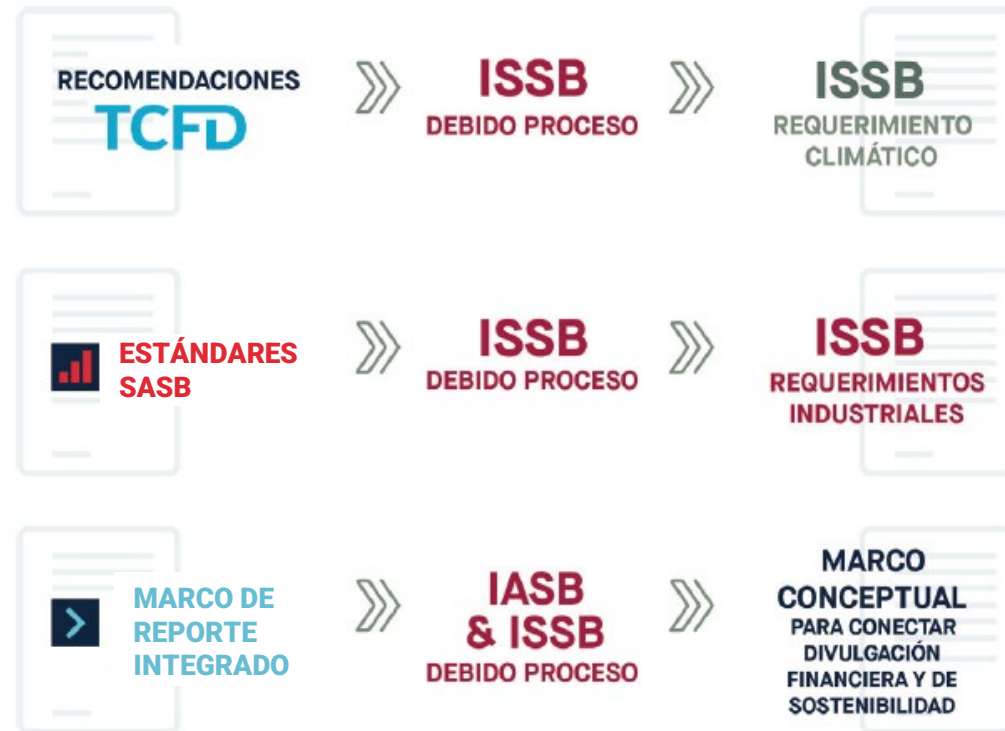 RECOMENDACIONES
TCFD
ISSB
DEBIDO PROCESO
ISSB
REQUERIMIENTO
CLIMÁTICO
ESTÁNDARES
SASB
ISSB
DEBIDO PROCESO
ISSB
REQUERIMIENTOS
INDUSTRIALES
MARCO DE
REPORTE
INTEGRADO
IASB
& ISSB
DEBIDO PROCESO
MARCO
CONCEPTUAL
PARA CONECTAR
DIVULGACIÓN
FINANCIERA Y DE
SOSTENIBILIDAD